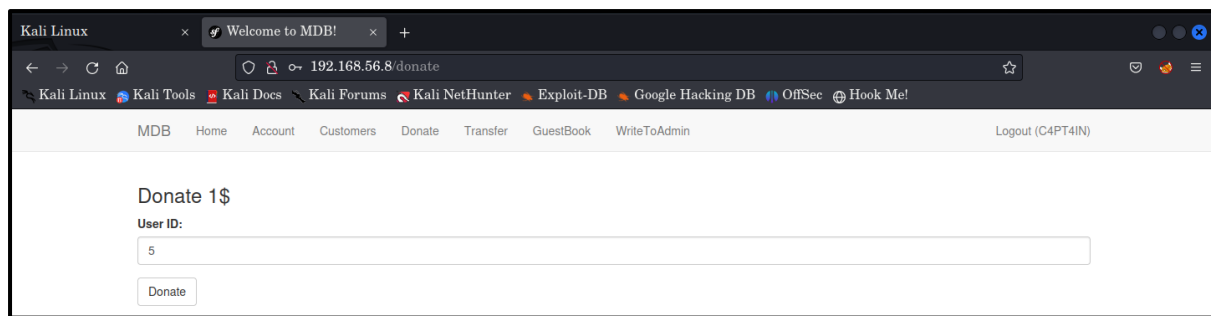 Kali Linux Welcome to MDB!
192.168.56.8/donate
Kali Linux Kali Tools Kali Docs Kali Forums Kali NetHunter Exploit-DB Google Hacking DB OffSec Hook Me!
MDB Home Account Customers Donate Transfer GuestBook WriteToAdmin Logout (C4PT4IN)
Donate 1$
User ID:
5
Donate